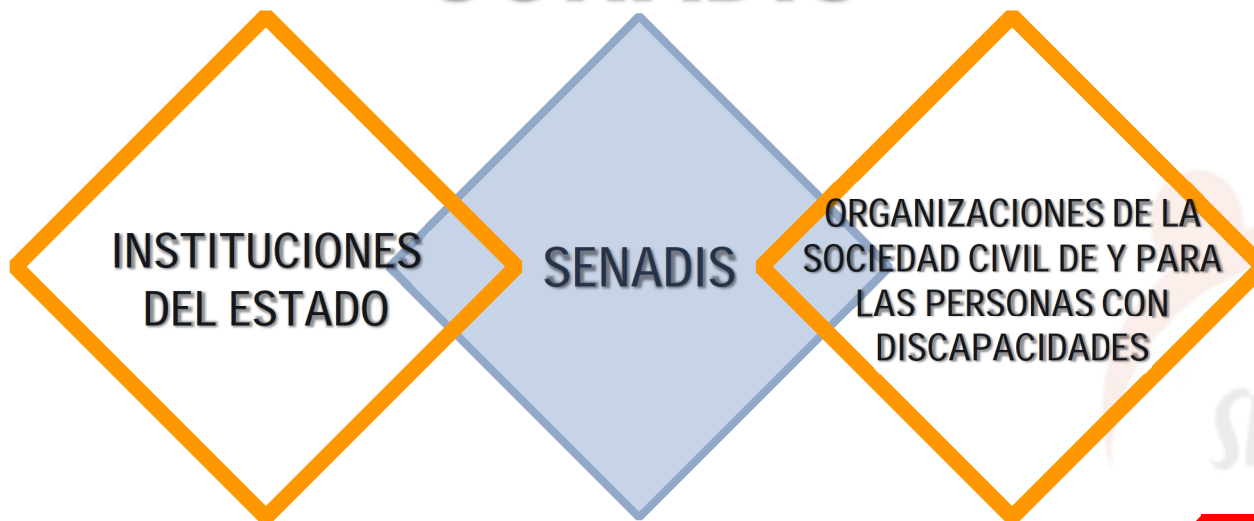 INSTITUCIONES
DEL ESTADO
SENADIS
ORGANIZACIONES DE LA
SOCIEDAD CIVIL DE Y PARA
LAS PERSONAS CON
DISCAPACIDADES